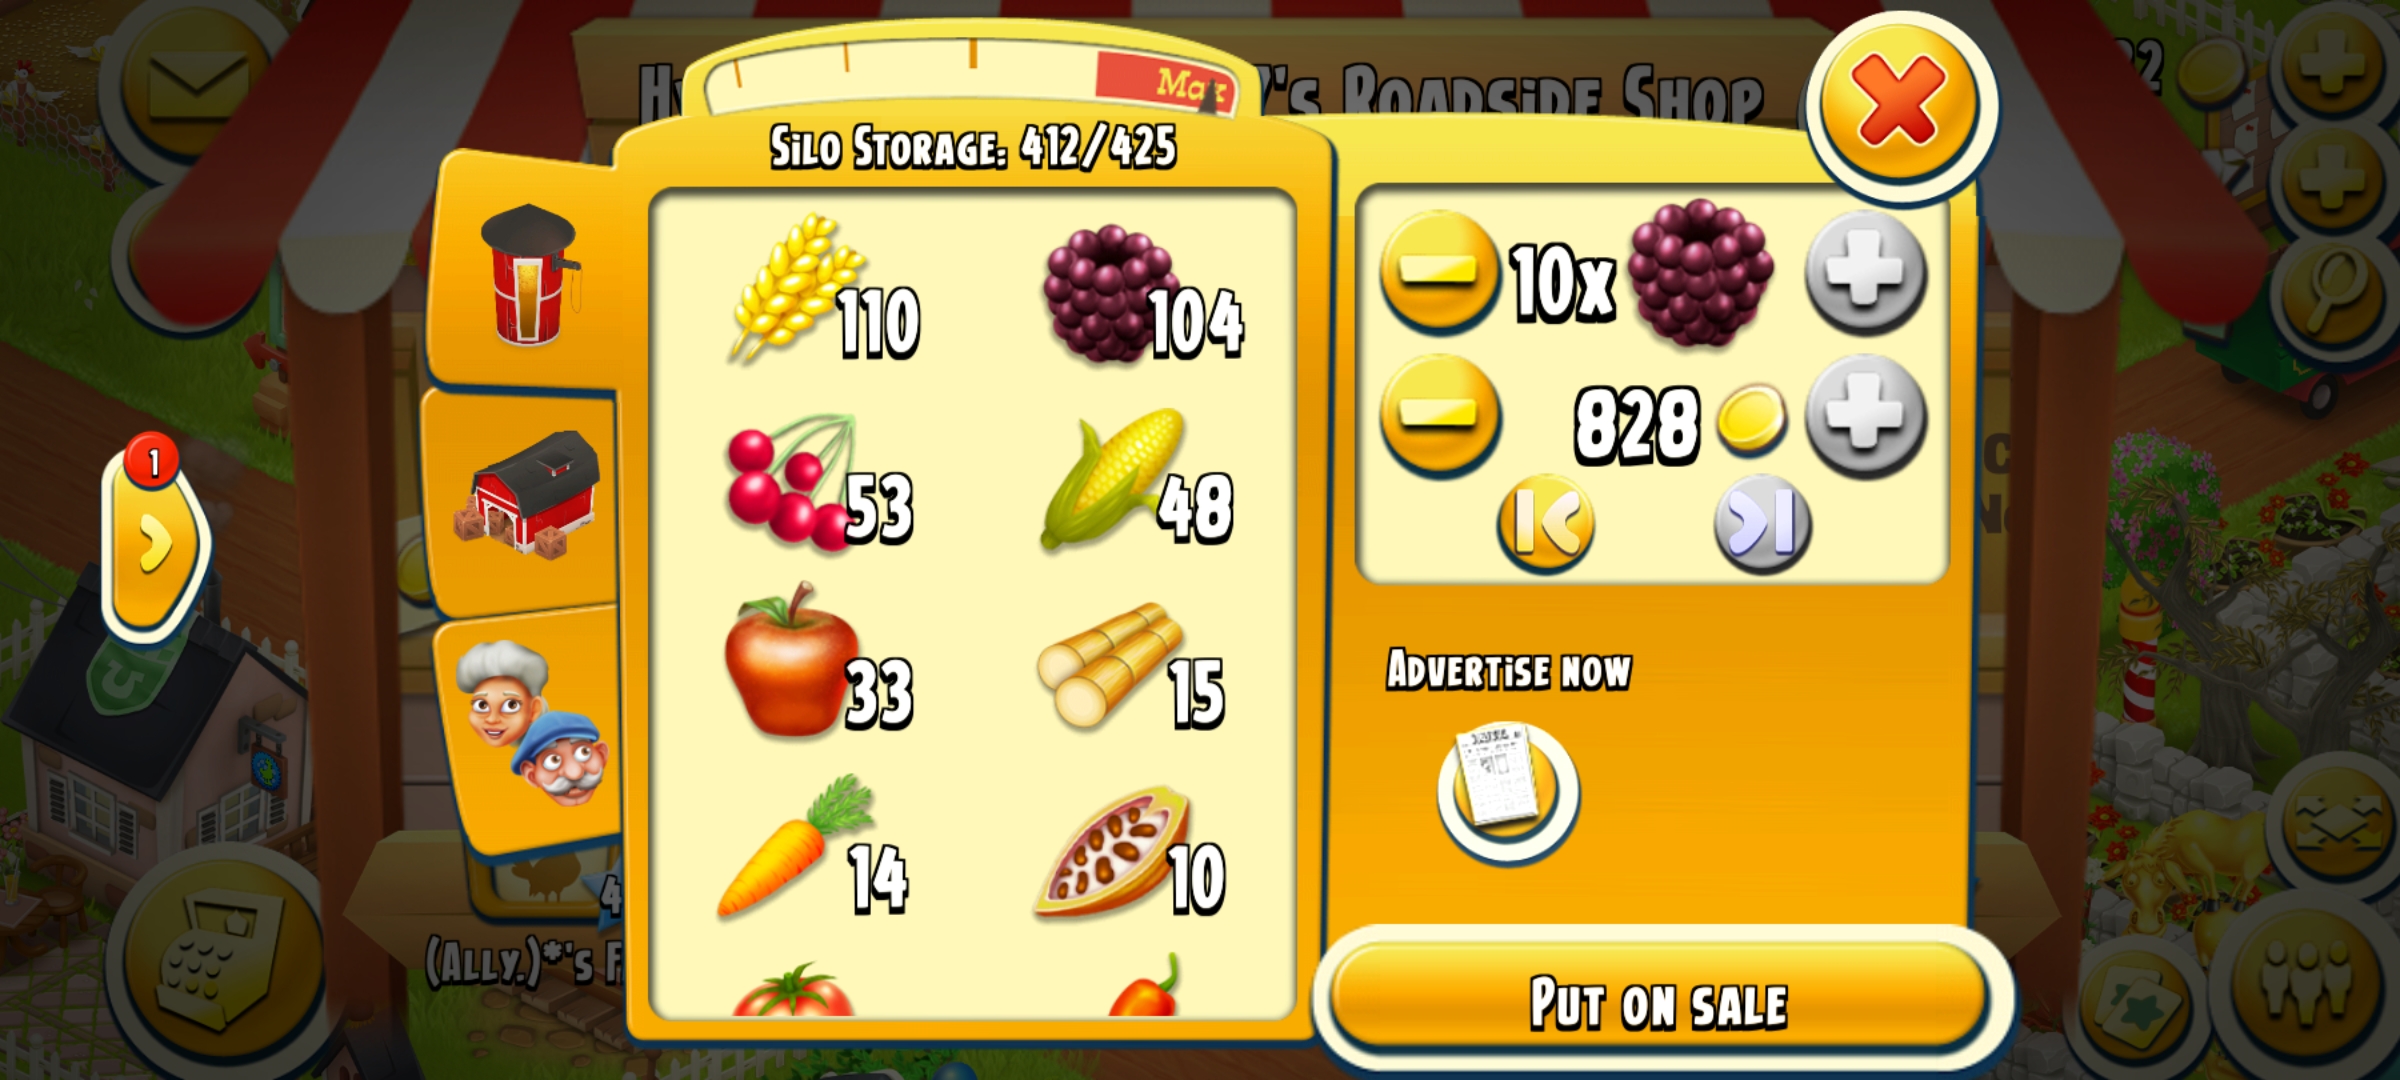 's Roadside Shop
Max
Silo Storage: 412/425
110
104
53
48
33
15
14
10
10x
828
Advertise now
Put on sale
1
(Ally.)*'s